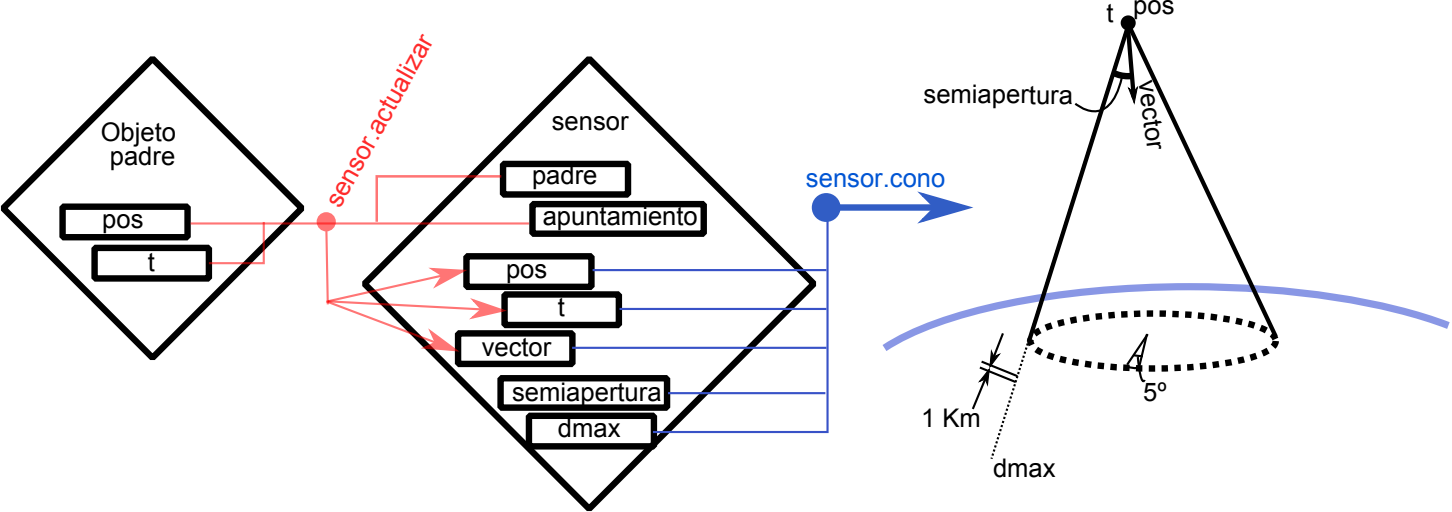 Objeto
padre
pos
t
sensor.actualizar
sensor
padre
apuntamiento
pos
t
vector
semiapertura
dmax
sensor.cono
t
pos
semiapertura
vector
5º
1 Km
dmax